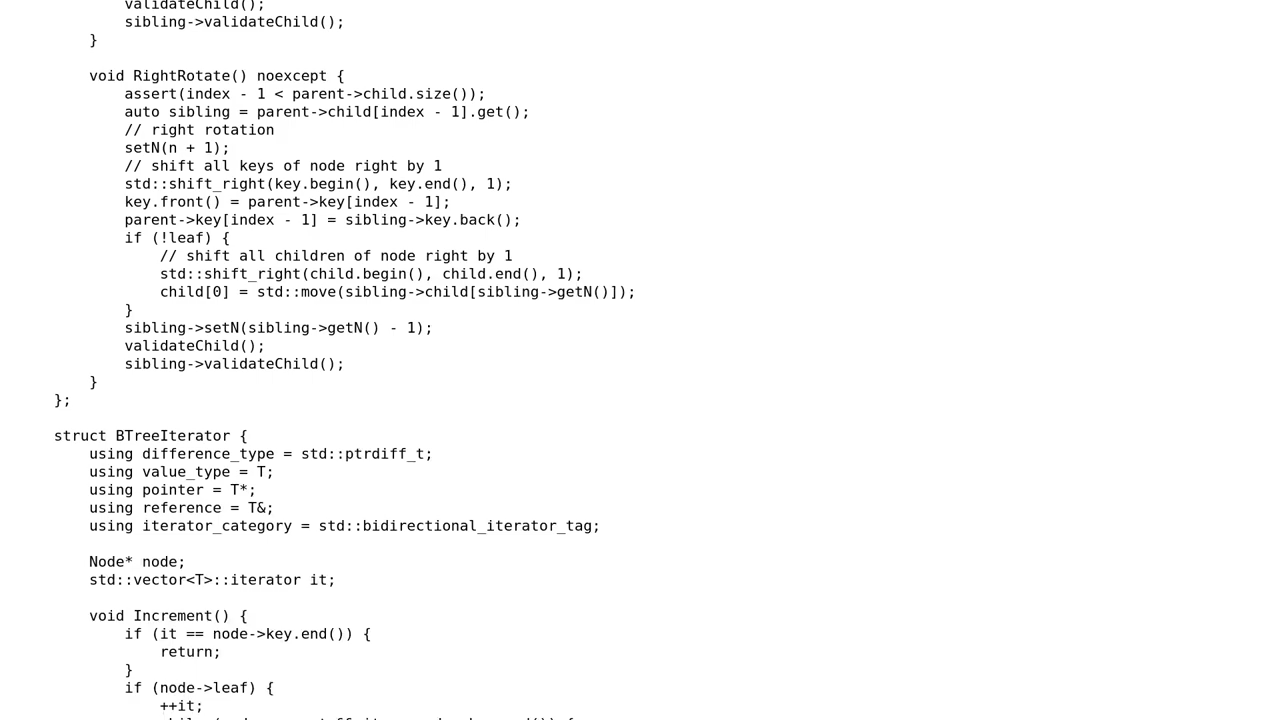 validateChild();
sibling->validateChild();
}
void RightRotate() noexcept {
assert(index - 1 < parent->child.size());
auto sibling = parent->child[index - 1].get();
// right rotation
setN(n + 1);
// shift all keys of node right by 1
std::shift_right(key.begin(), key.end(), 1);
key.front() = parent->key[index - 1];
parent->key[index - 1] = sibling->key.back();
if (!leaf) {
// shift all children of node right by 1
std::shift_right(child.begin(), child.end(), 1);
child[0] = std::move(sibling->child[sibling->getN()]);
}
sibling->setN(sibling->getN() - 1);
validateChild();
sibling->validateChild();
}
};
struct BTreeIterator {
using difference_type = std::ptrdiff_t;
using value_type = T;
using pointer = T*;
using reference = T&;
using iterator_category = std::bidirectional_iterator_tag;
Node* node;
std::vector<T>::iterator it;
void Increment() {
if (it == node->key.end()) {
return;
}
if (node->leaf) {
++it;